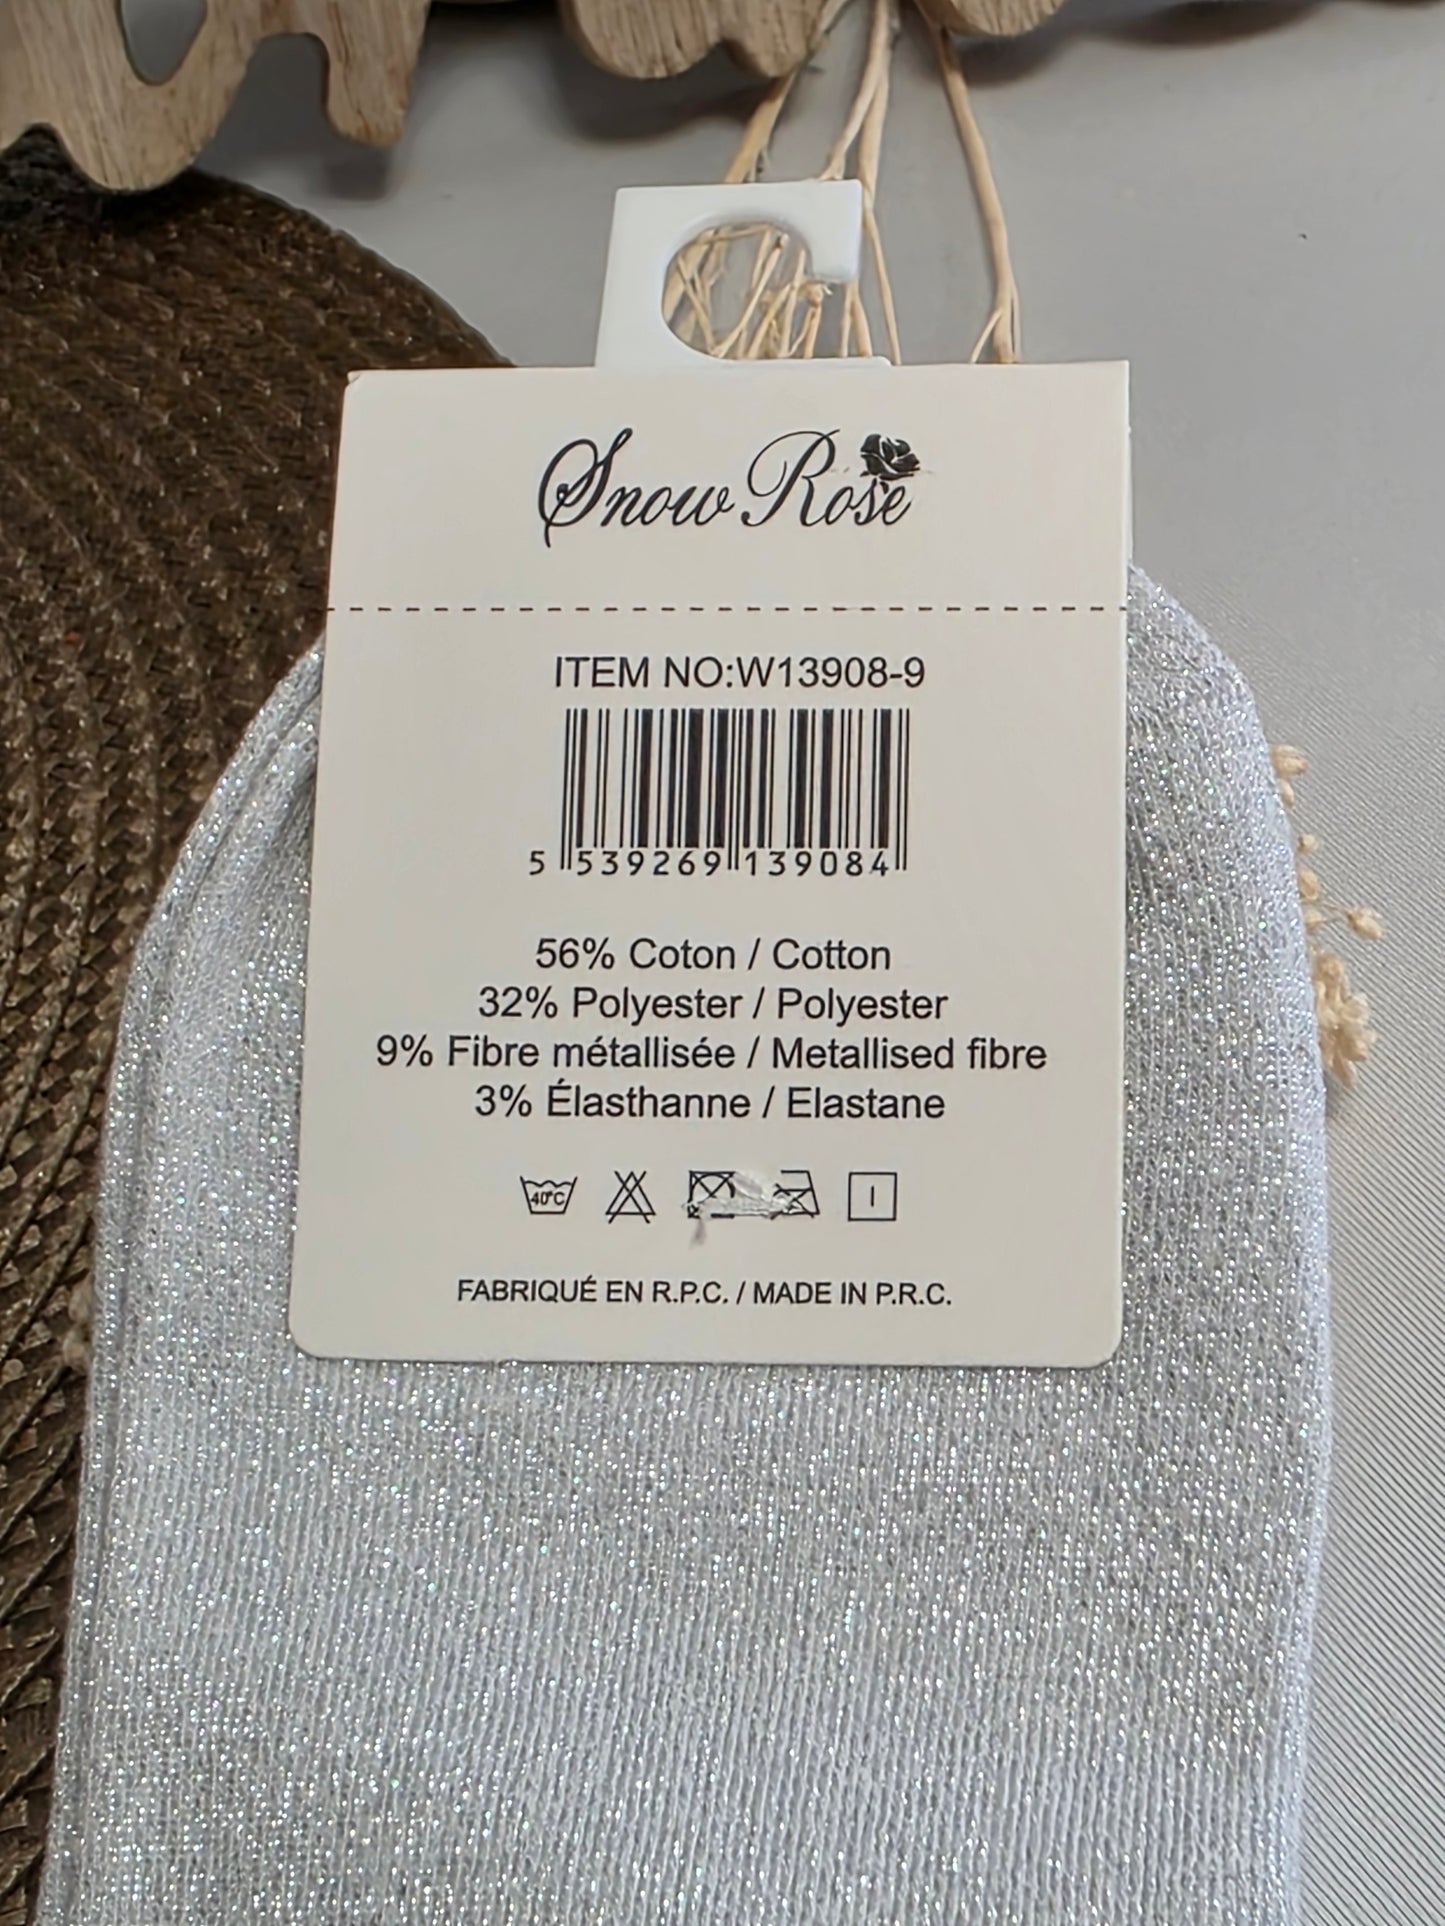 Snow Rose
ITEM NO:W13908-9
5 539269 139084
56% Coton / Cotton
32% Polyester / Polyester
9% Fibre métallisée / Metallised fibre
3% Élasthanne / Elastane
40°C
FABRIQUÉ EN R.P.C. / MADE IN P.R.C.